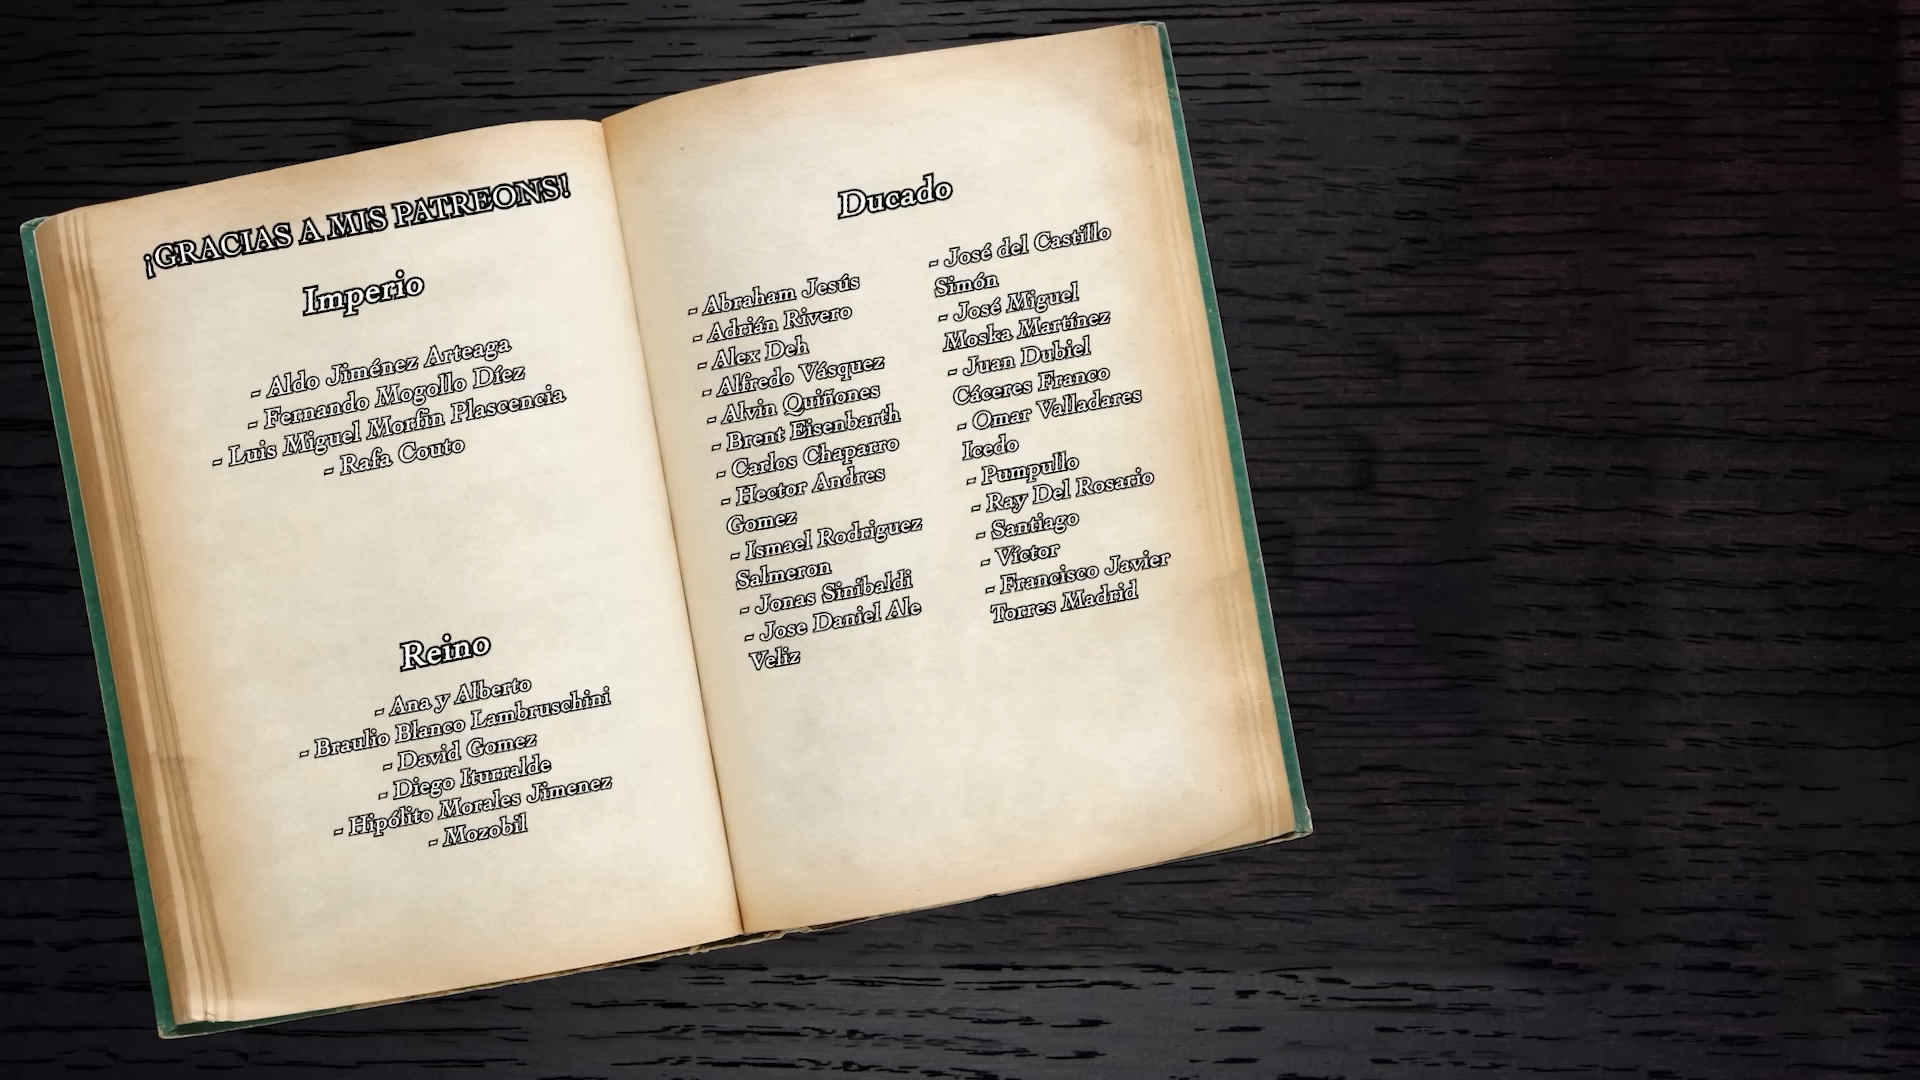 ¡GRACIAS A MIS PATREONS!
Imperio
- Aldo Jiménez Arteaga
- Fernando Mogollo Díez
- Luis Miguel Morfin Plascencia
- Rafa Couto
Reino
- Ana y Alberto
- Braulio Blanco Lambruschini
- David Gomez
- Diego Iturralde
- Hipólito Morales Jimenez
- Mozobil
Ducado
- Abraham Jesús
- Adrián Rivero
- Alex Deh
- Alfredo Vásquez
- Alvin Quiñones
- Brent Eisenbarth
- Carlos Chaparro
- Hector Andres
Gomez
- Ismael Rodriguez
Salmeron
- Jonas Sinibaldi
- Jose Daniel Ale
Veliz
- José del Castillo
Simón
- José Miguel
Moska Martínez
- Juan Dubiel
Cáceres Franco
- Omar Valladares
Icedo
- Pumpullo
- Ray Del Rosario
- Santiago
- Víctor
- Francisco Javier
Torres Madrid